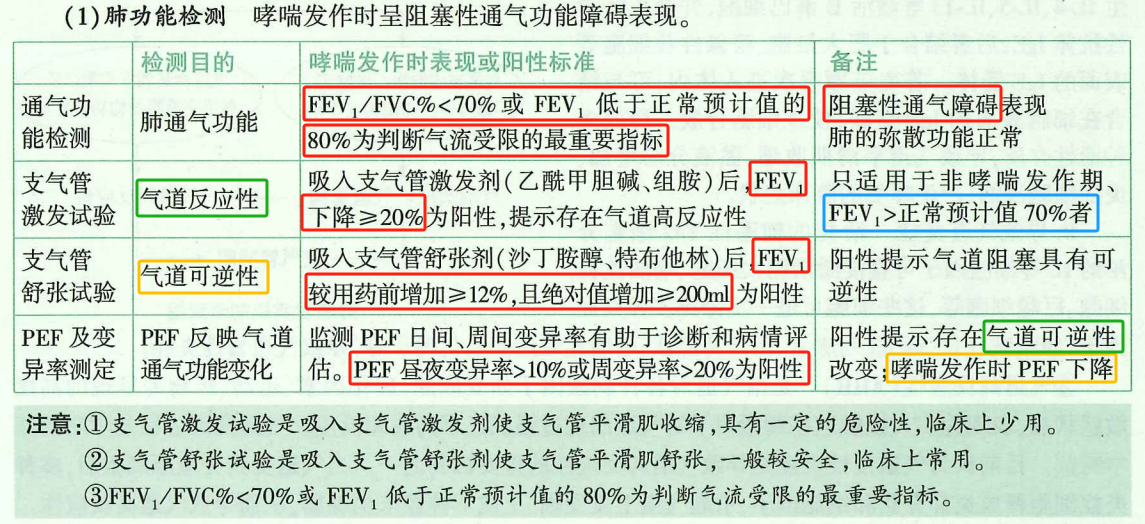 (1)肺功能检测 哮喘发作时呈阻塞性通气功能障碍表现。
检测目的 哮喘发作时表现或阳性标准 备注
通气功
能检测
肺通气功能
FEV₁/FVC%<70%或 FEV₁ 低于正常预计值的
80%为判断气流受限的最重要指标
阻塞性通气障碍表现
肺的弥散功能正常
支气管
激发试验
气道反应性
吸入支气管激发剂(乙酰甲胆碱、组胺)后,FEV₁
下降≥20%为阳性,提示存在气道高反应性
只适用于非哮喘发作期、
FEV₁>正常预计值70%者
支气管
舒张试验
气道可逆性
吸入支气管舒张剂(沙丁胺醇、特布他林)后,FEV₁
较用药前增加≥12%,且绝对值增加≥200ml为阳性
阳性提示气道阻塞具有可
逆性
PEF 及变
异率测定
PEF 反映气道
通气功能变化
监测 PEF 日间、周间变异率有助于诊断和病情评
估。PEF 昼夜变异率>10%或周变异率>20%为阳性
阳性提示存在气道可逆性
改变;哮喘发作时 PEF 下降
注意:①支气管激发试验是吸入支气管激发剂使支气管平滑肌收缩,具有一定的危险性,临床上少用。
②支气管舒张试验是吸入支气管舒张剂使支气管平滑肌舒张,一般较安全,临床上常用。
③FEV₁/FVC%<70%或 FEV₁ 低于正常预计值的 80%为判断气流受限的最重要指标。